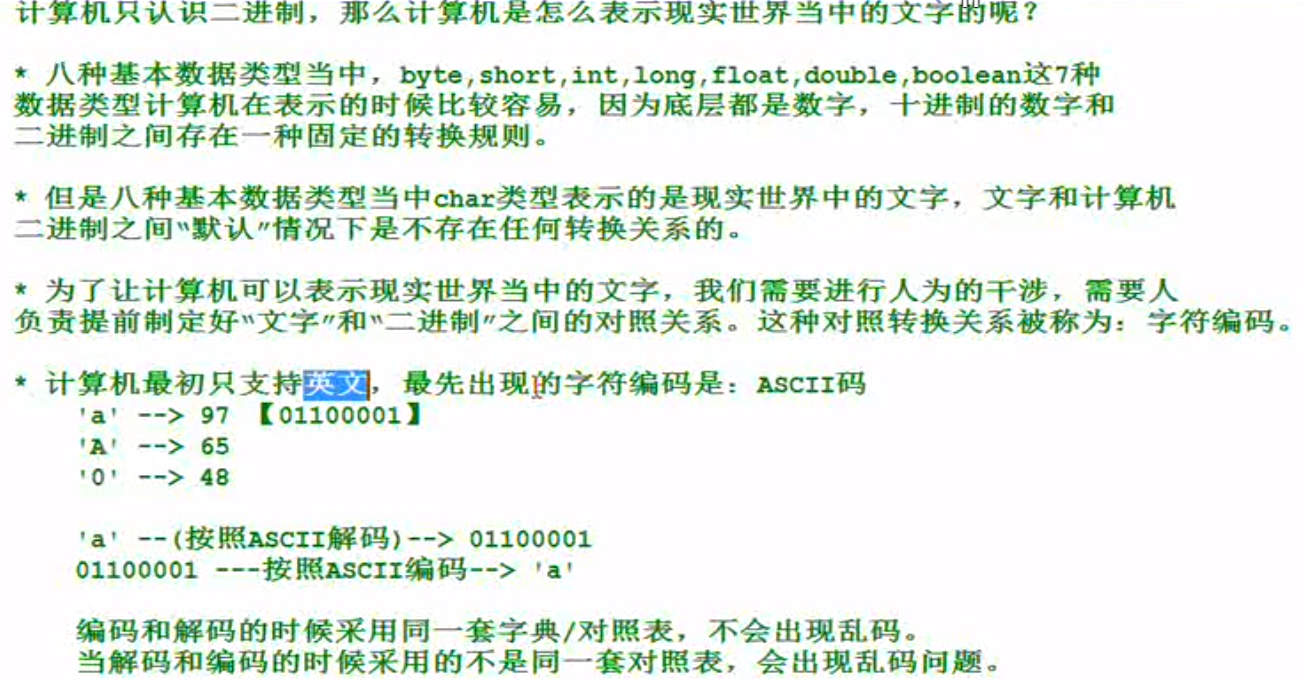 计算机只认识二进制，那么计算机是怎么表示现实世界当中的文字的呢？
* 八种基本数据类型当中，byte,short,int,long,float,double,boolean这7种
数据类型计算机在表示的时候比较容易，因为底层都是数字，十进制的数字和
二进制之间存在一种固定的转换规则。
* 但是八种基本数据类型当中char类型表示的是现实世界中的文字，文字和计算机
二进制之间“默认”情况下是不存在任何转换关系的。
* 为了让计算机可以表示现实世界当中的文字，我们需要进行人为的干涉，需要人
负责提前制定好“文字”和“二进制”之间的对照关系。这种对照转换关系被称为：字符编码。
* 计算机最初只支持英文，最先出现的字符编码是：ASCII码
'a' --> 97 【01100001】
'A' --> 65
'0' --> 48
'a' --(按照ASCII解码)--> 01100001
01100001 ---按照ASCII编码--> 'a'
编码和解码的时候采用同一套字典/对照表，不会出现乱码。
当解码和编码的时候采用的不是同一套对照表，会出现乱码问题。